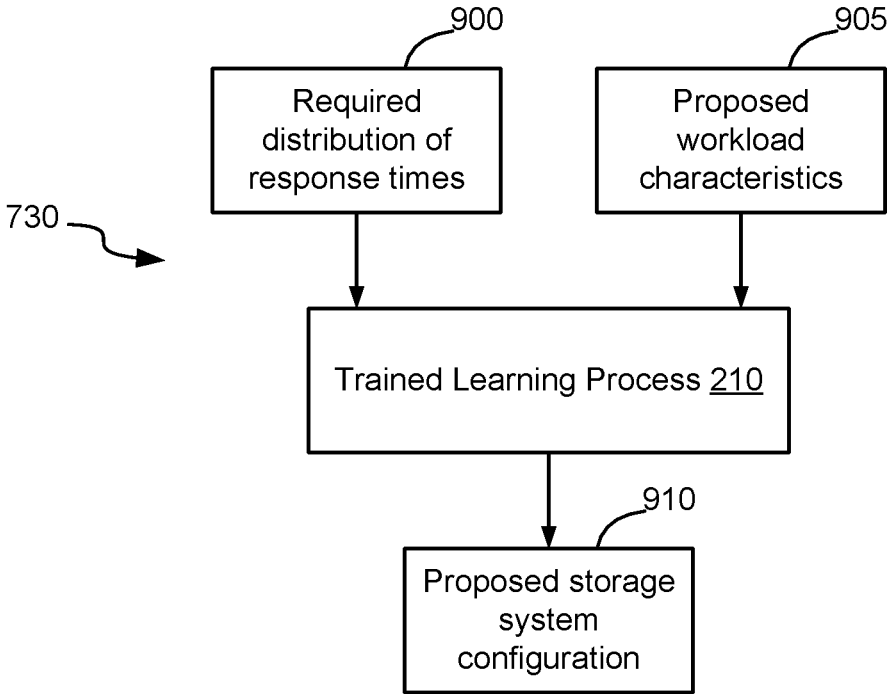 900
905
Required
distribution of
response times
Proposed
workload
characteristics
730
Trained Learning Process 210
910
Proposed storage
system
configuration